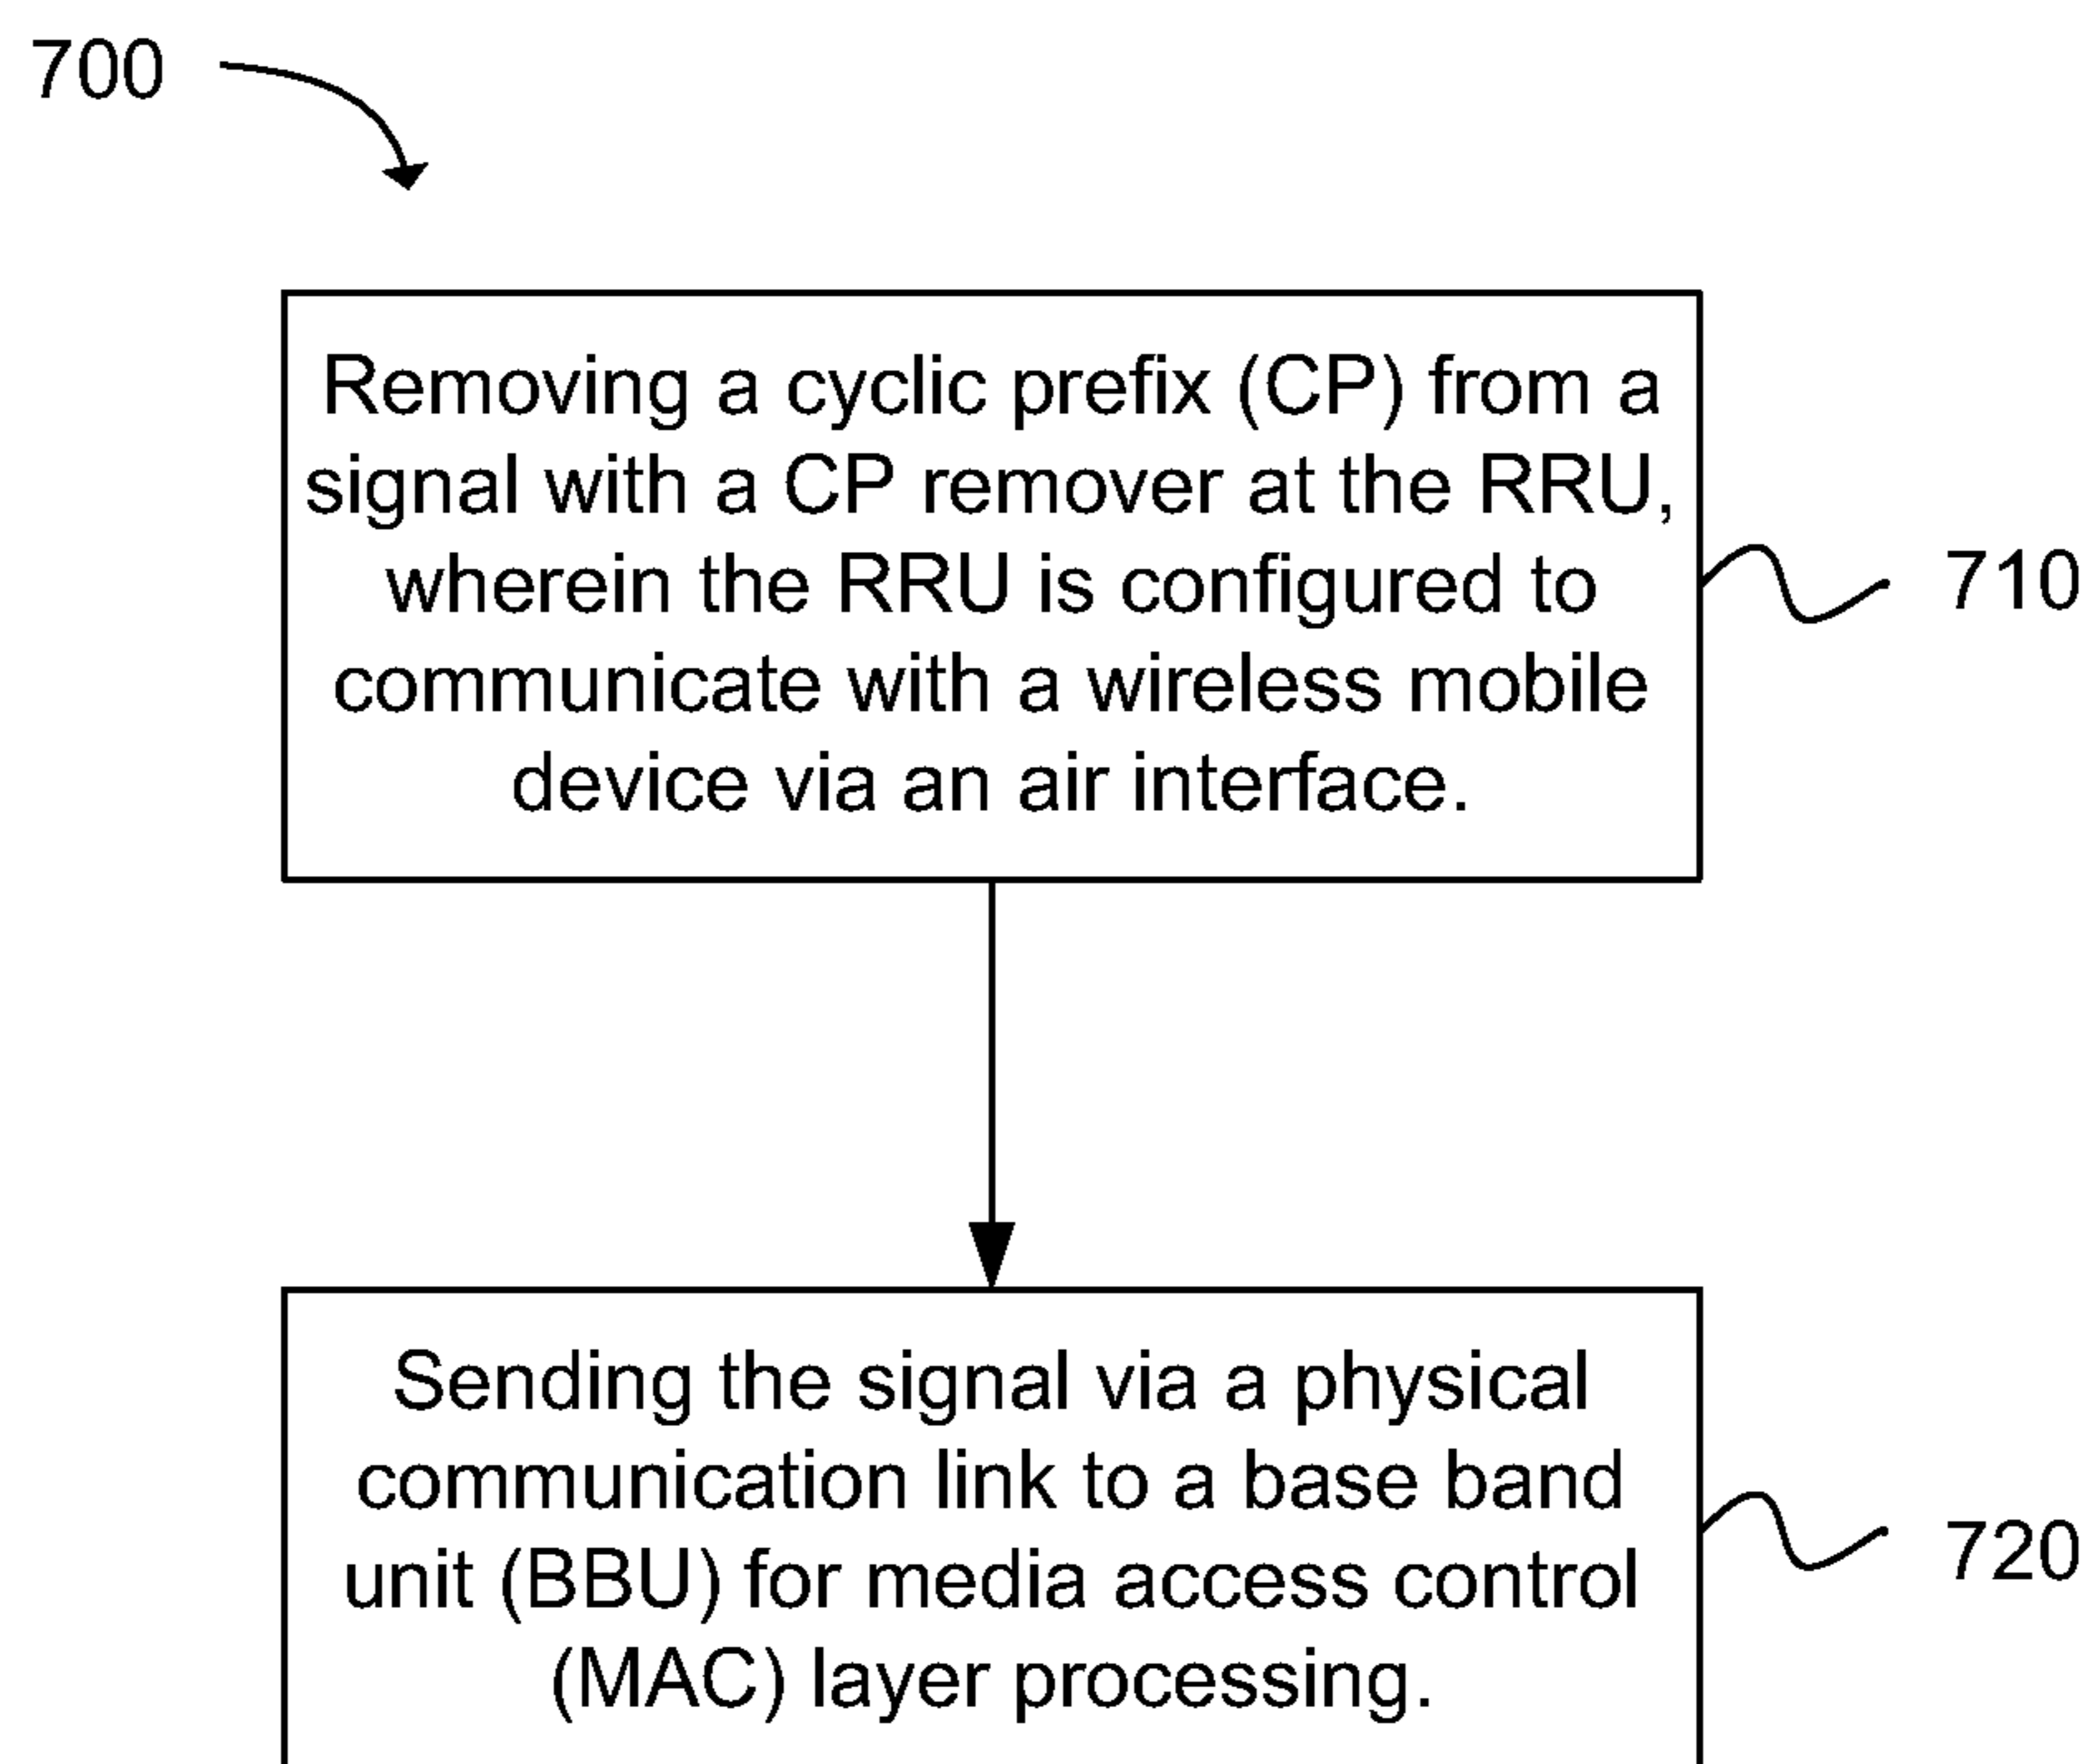 700
Removing a cyclic prefix (CP) from a
signal with a CP remover at the RRU,
wherein the RRU is configured to
communicate with a wireless mobile
device via an air interface.
710
Sending the signal via a physical
communication link to a base band
unit (BBU) for media access control
(MAC) layer processing.
720